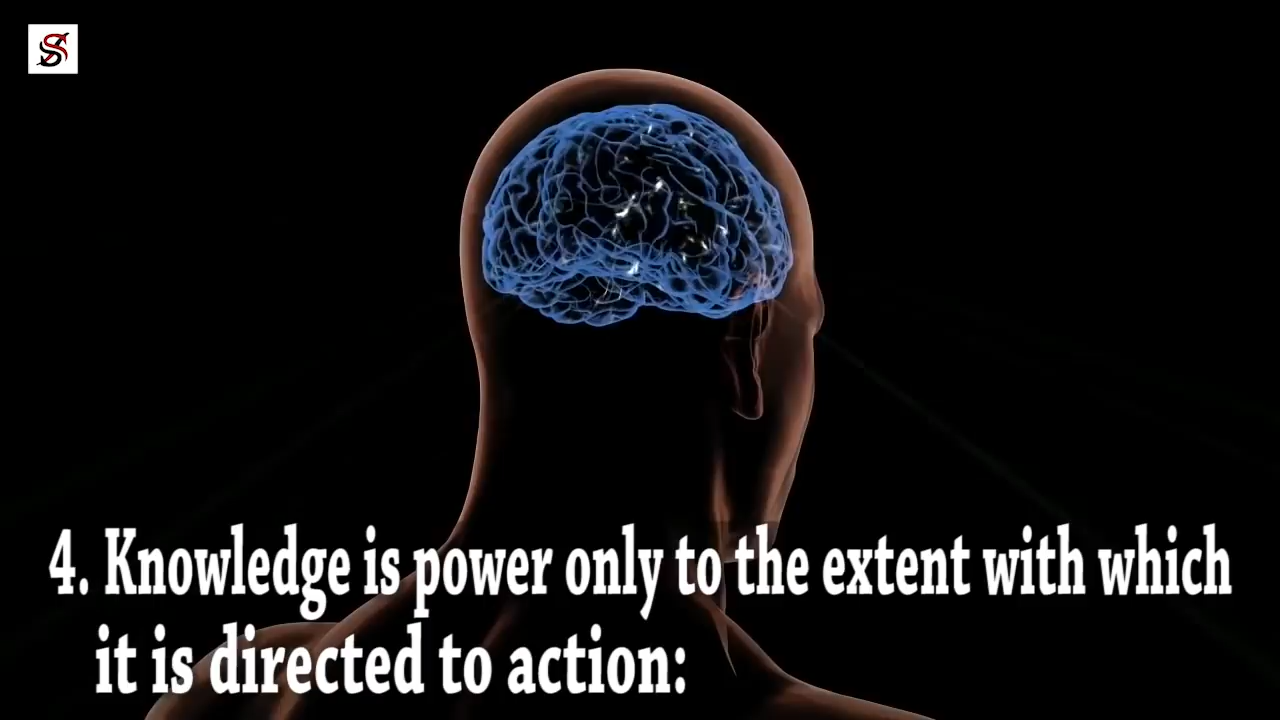 4. Knowledge is power only to the extent with which
it is directed to action: